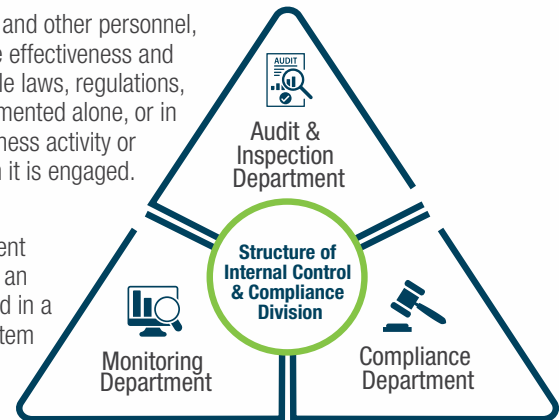 and other personnel,
effectiveness and
le laws, regulations,
mented alone, or in
ness activity or
it is engaged.
ent
an
d in a
tem
AUDIT
Audit &
Inspection
Department
Structure of
Internal Control
& Compliance
Division
Monitoring
Department
Compliance
Department